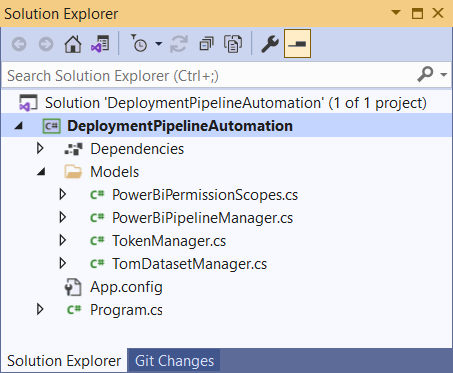 Solution Explorer
Search Solution Explorer (Ctrl+;)
Solution 'DeploymentPipelineAutomation' (1 of 1 project)
C# DeploymentPipelineAutomation
Dependencies
Models
C# PowerBiPermissionScopes.cs
C# PowerBiPipelineManager.cs
C# TokenManager.cs
C# TomDatasetManager.cs
App.config
C# Program.cs
Solution Explorer Git Changes